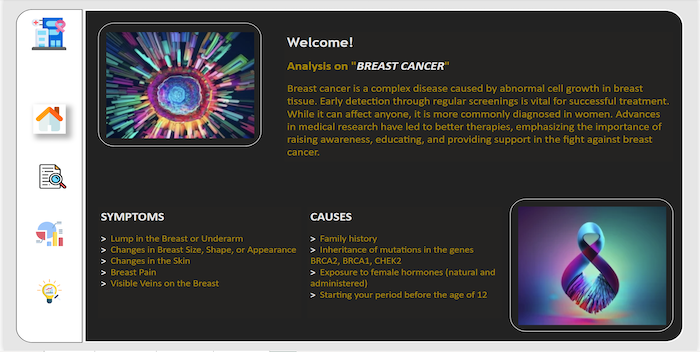 Welcome!
Analysis on "BREAST CANCER"
Breast cancer is a complex disease caused by abnormal cell growth in breast
tissue. Early detection through regular screenings is vital for successful treatment.
While it can affect anyone, it is more commonly diagnosed in women. Advances
in medical research have led to better therapies, emphasizing the importance of
raising awareness, educating, and providing support in the fight against breast
cancer.
SYMPTOMS
> Lump in the Breast or Underarm
> Changes in Breast Size, Shape, or Appearance
> Changes in the Skin
> Breast Pain
> Visible Veins on the Breast
CAUSES
> Family history
> Inheritance of mutations in the genes
BRCA2, BRCA1, CHEK2
> Exposure to female hormones (natural and
administered)
> Starting your period before the age of 12